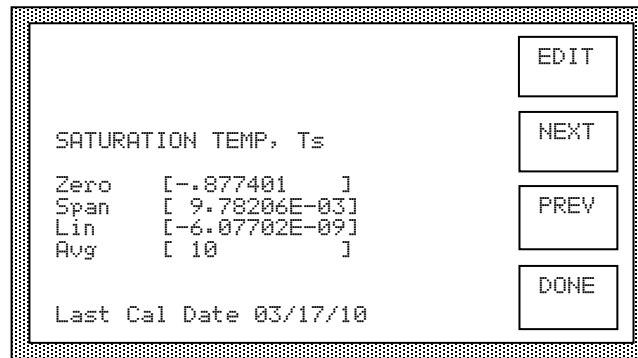 EDIT
NEXT
SATURATION TEMP, Ts
Zero [-.877401 ]
Span [ 9.78206E-03]
Lin [-6.07702E-09]
Avg [ 10 ]
PREV
DONE
Last Cal Date 03/17/10